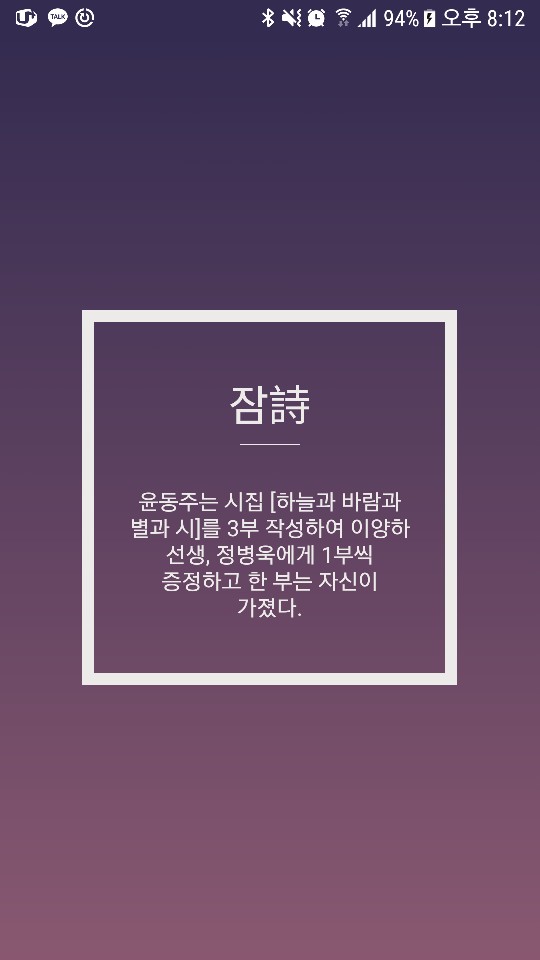 TALK 94% 오후 8:12
잠詩
윤동주는 시집 [하늘과 바람과
별과 시]를 3부 작성하여 이양하
선생, 정병욱에게 1부씩
증정하고 한 부는 자신이
가졌다.